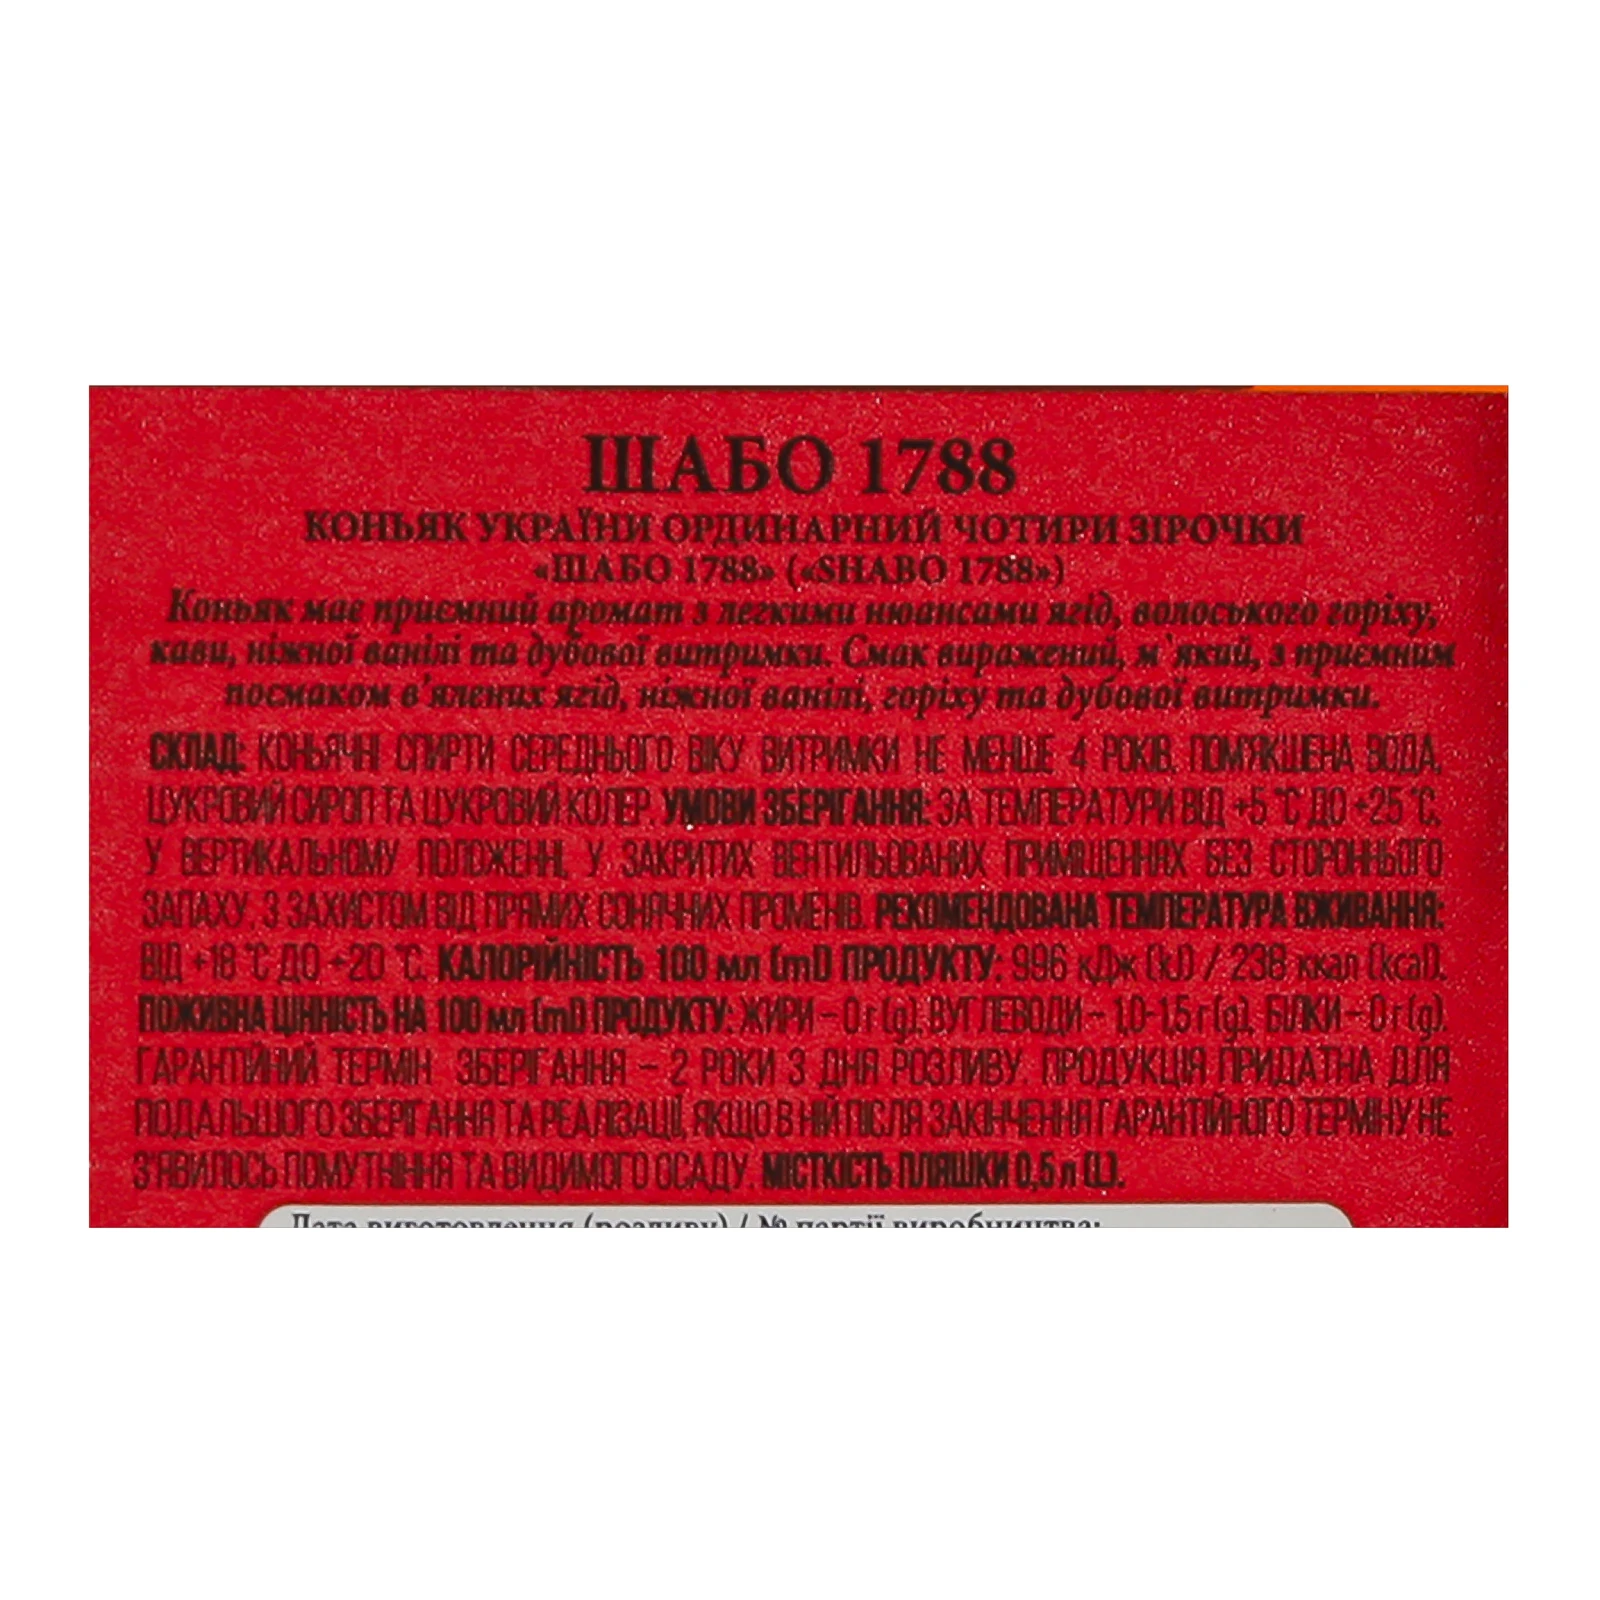 ШАБО 1788
КОНЬЯК УКРАЇНИ ОРДИНАРНИЙ ЧОТИРИ ЗІРОЧКИ
«ШАБО 1788» («SHABO 1788»)
Коньяк має приємний аромат з легкими нюансами ягід, волоського горіху,
кави, ніжної ванілі та дубової витримки. Смак виражений, м'який, з приємним
посмаком в'ялених ягід, ніжної ванілі, горіху та дубової витримки.
СКЛАД: КОНЬЯЧНІ СПИРТИ СЕРЕДНЬОГО ВІКУ ВИТРИМКИ НЕ МЕНШЕ 4 РОКІВ, ПОМ'ЯКШЕНА ВОДА,
ЦУКРОВИЙ СИРОП ТА ЦУКРОВИЙ КОЛЕР. УМОВИ ЗБЕРІГАННЯ: ЗА ТЕМПЕРАТУРИ ВІД +5 °С ДО +25 °С,
У ВЕРТИКАЛЬНОМУ ПОЛОЖЕННІ, У ЗАКРИТИХ ВЕНТИЛЬОВАНИХ ПРИМІЩЕННЯХ БЕЗ СТОРОННЬОГО
ЗАПАХУ, З ЗАХИСТОМ ВІД ПРЯМИХ СОНЯЧНИХ ПРОМЕНІВ. РЕКОМЕНДОВАНА ТЕМПЕРАТУРА ВЖИВАННЯ:
ВІД +18 °С ДО +20 °С. КАЛОРІЙНІСТЬ 100 мл (ml) ПРОДУКТУ: 996 кДж (kJ) / 238 ккал (kcal).
ПОЖИВНА ЦІННІСТЬ НА 100 мл (ml) ПРОДУКТУ: ЖИРИ – 0 г (g), ВУГЛЕВОДИ – 1,0-1,5 г (g), БІЛКИ – 0 г (g).
ГАРАНТІЙНИЙ ТЕРМІН ЗБЕРІГАННЯ – 2 РОКИ З ДНЯ РОЗЛИВУ. ПРОДУКЦІЯ ПРИДАТНА ДЛЯ
ПОДАЛЬШОГО ЗБЕРІГАННЯ ТА РЕАЛІЗАЦІЇ, ЯКЩО В НІЙ ПІСЛЯ ЗАКІНЧЕННЯ ГАРАНТІЙНОГО ТЕРМІНУ НЕ
З'ЯВИЛОСЬ ПОМУТНІННЯ ТА ВИДИМОГО ОСАДУ. МІСТКІСТЬ ПЛЯШКИ 0,5 л (L).
Дата виготовлення (розливу) / № партії виробництва: